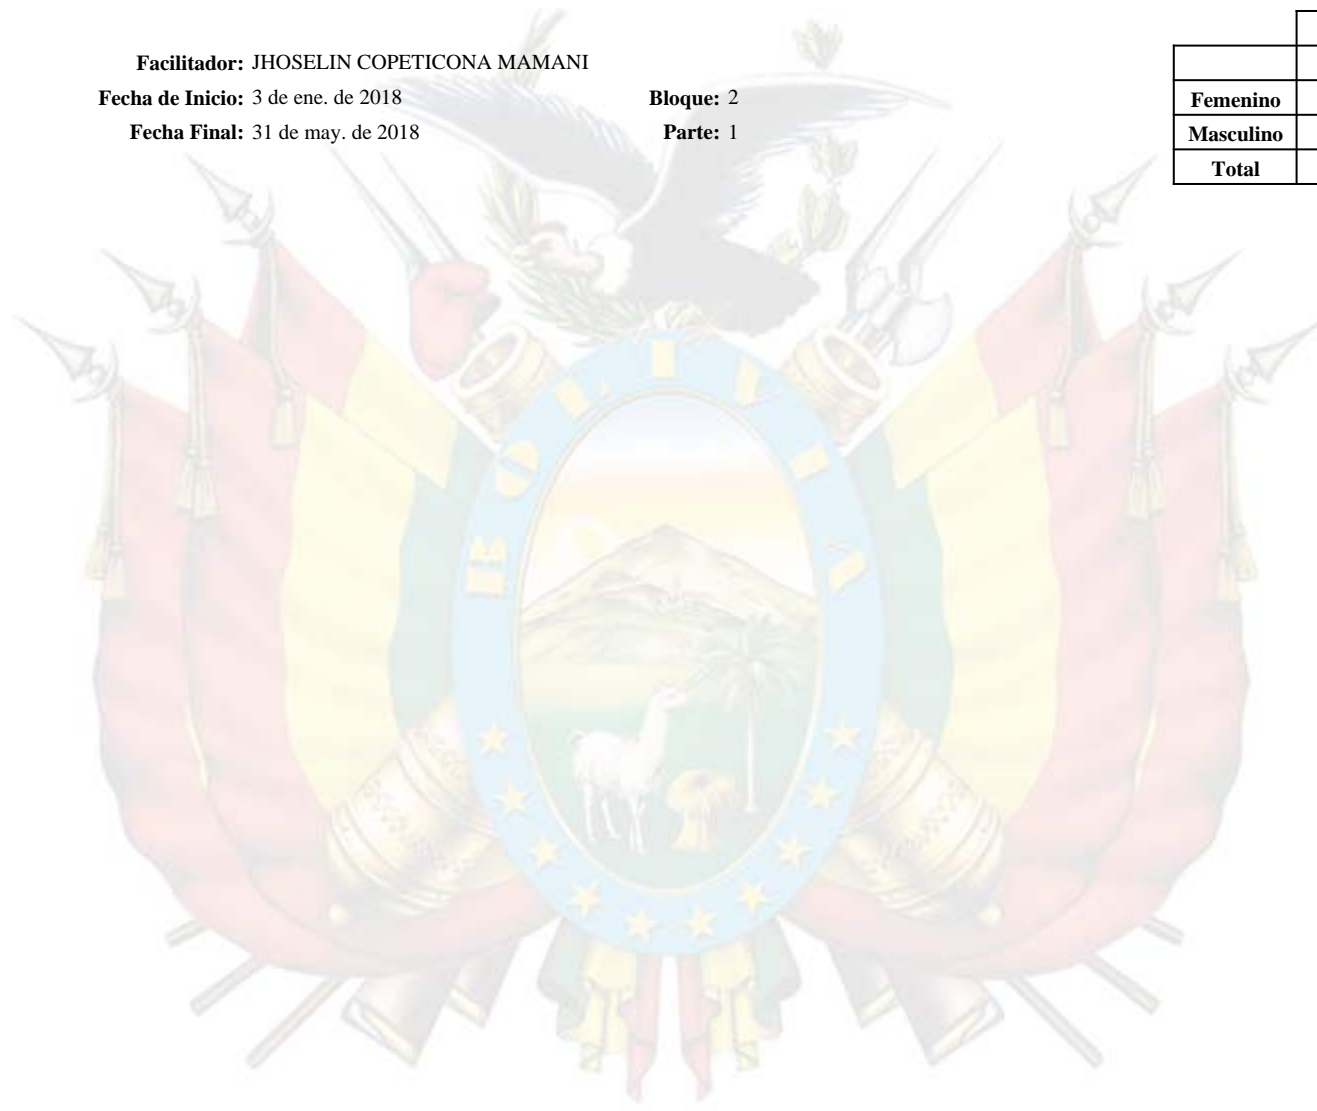 Facilitador: JHOSELIN COPETICONA MAMANI
Fecha de Inicio: 3 de ene. de 2018 Bloque: 2
Fecha Final: 31 de may. de 2018 Parte: 1
Femenino
Masculino
Total
BOLIVIA